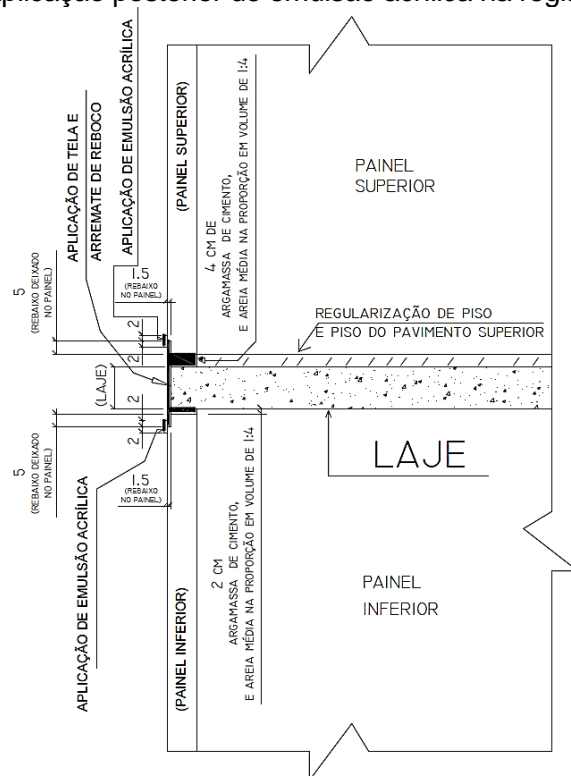 aplicação posterior de emulsão acrílica na regi
APLICAÇÃO DE TELA E
ARREMATE DE REBOCO
APLICAÇÃO DE EMULSÃO ACRÍLICA
(PAINEL SUPERIOR)
4 CM DE
ARGAMASSA DE CIMENTO,
E AREIA MÉDIA NA PROPORÇÃO EM VOLUME DE 1:4
PAINEL
SUPERIOR
5
(REBAIXO DEIXADO
NO PAINEL)
1.5
(REBAIXO
NO PAINEL)
2
2
REGULARIZAÇÃO DE PISO
E PISO DO PAVIMENTO SUPERIOR
(LAJE)
2
2
LAJE
5
(REBAIXO DEIXADO
NO PAINEL)
1.5
(REBAIXO
NO PAINEL)
APLICAÇÃO DE EMULSÃO ACRÍLICA
(PAINEL INFERIOR)
2 CM
ARGAMASSA DE CIMENTO,
E AREIA MÉDIA NA PROPORÇÃO EM VOLUME DE 1:4
PAINEL
INFERIOR